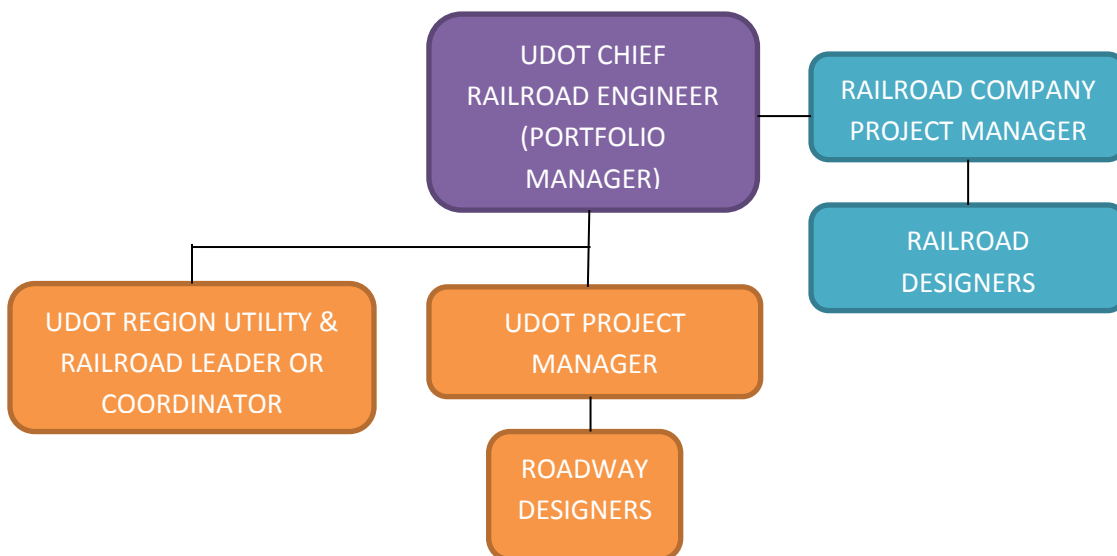 UDOT CHIEF
RAILROAD ENGINEER
(PORTFOLIO
MANAGER)
RAILROAD COMPANY
PROJECT MANAGER
RAILROAD
DESIGNERS
UDOT REGION UTILITY &
RAILROAD LEADER OR
COORDINATOR
UDOT PROJECT
MANAGER
ROADWAY
DESIGNERS